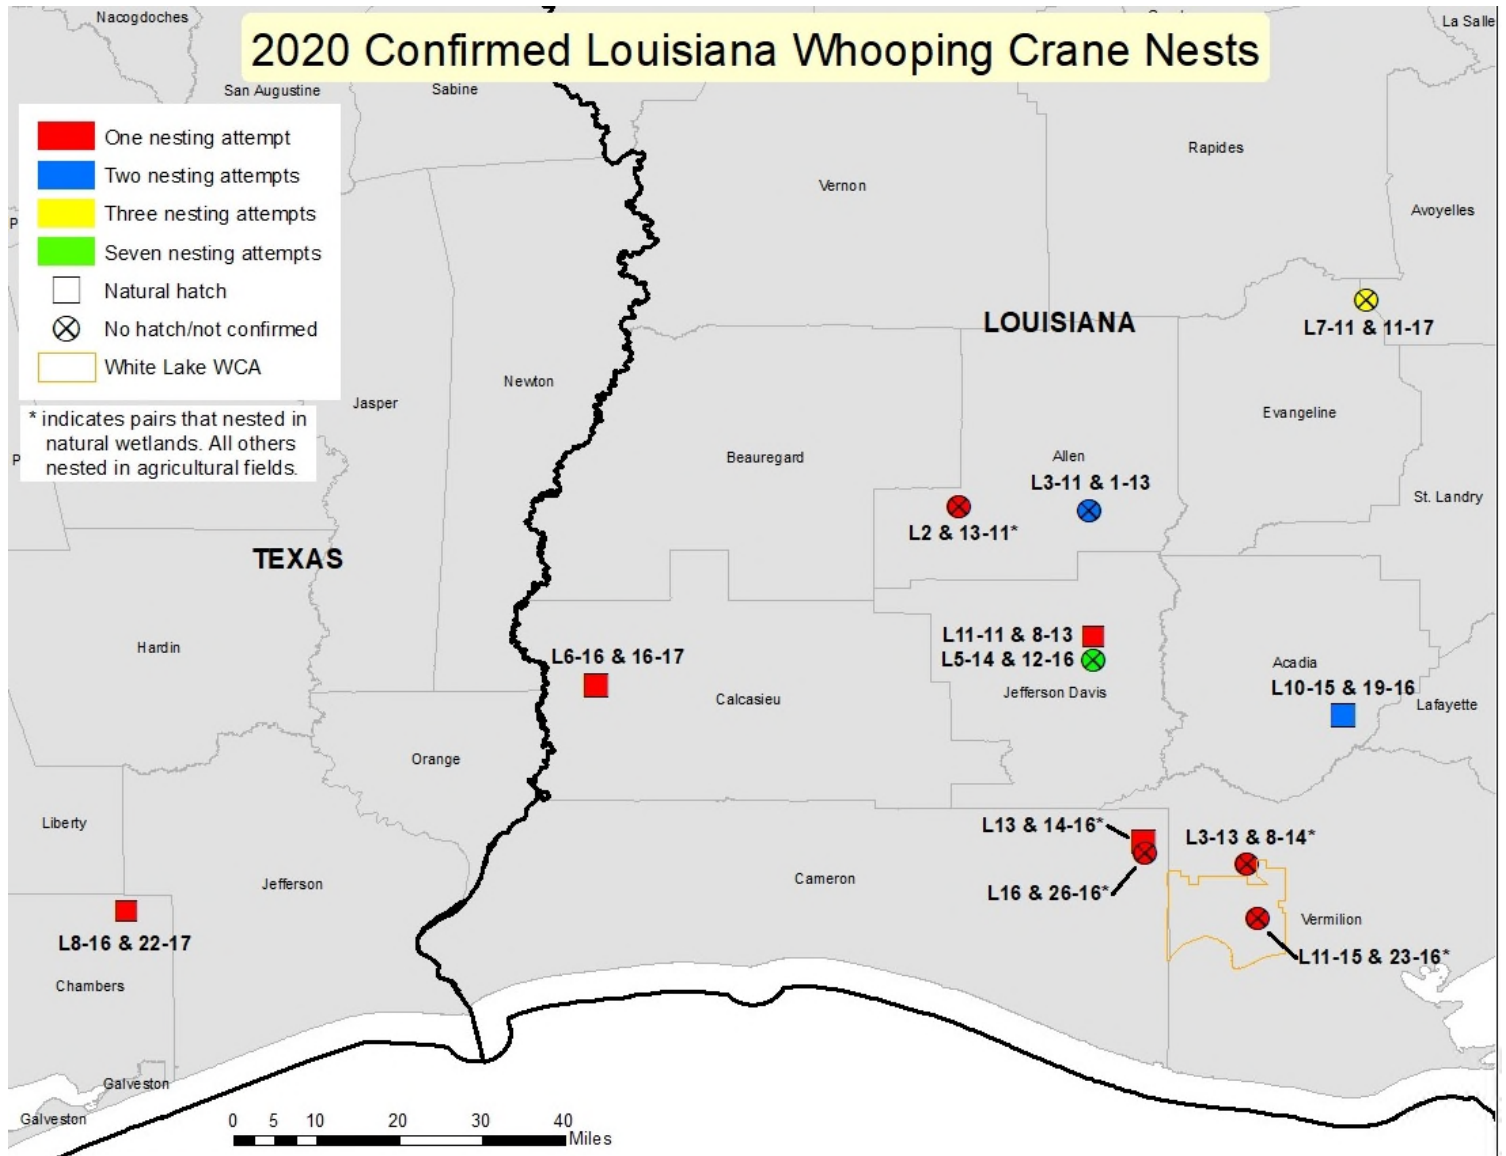 Nacogdoches
La Salle
2020 Confirmed Louisiana Whooping Crane Nests
San Augustine
Sabine
One nesting attempt
Two nesting attempts
Three nesting attempts
Seven nesting attempts
Natural hatch
No hatch/not confirmed
White Lake WCA
* indicates pairs that nested in
natural wetlands. All others
nested in agricultural fields.
Rapides
Vernon
Avoyelles
LOUISIANA
L7-11 & 11-17
Newton
Jasper
Evangeline
Beauregard
Allen
L3-11 & 1-13
St. Landry
L2 & 13-11*
TEXAS
Hardin
L11-11 & 8-13
L6-16 & 16-17
L5-14 & 12-16
Acadia
L10-15 & 19-16
Jefferson Davis
Calcasieu
Lafayette
Orange
Liberty
L13 & 14-16*
L3-13 & 8-14*
Jefferson
Cameron
L16 & 26-16*
Vermilion
L8-16 & 22-17
L11-15 & 23-16*
Chambers
Galveston
Galveston
0 5 10 20 30 40
Miles